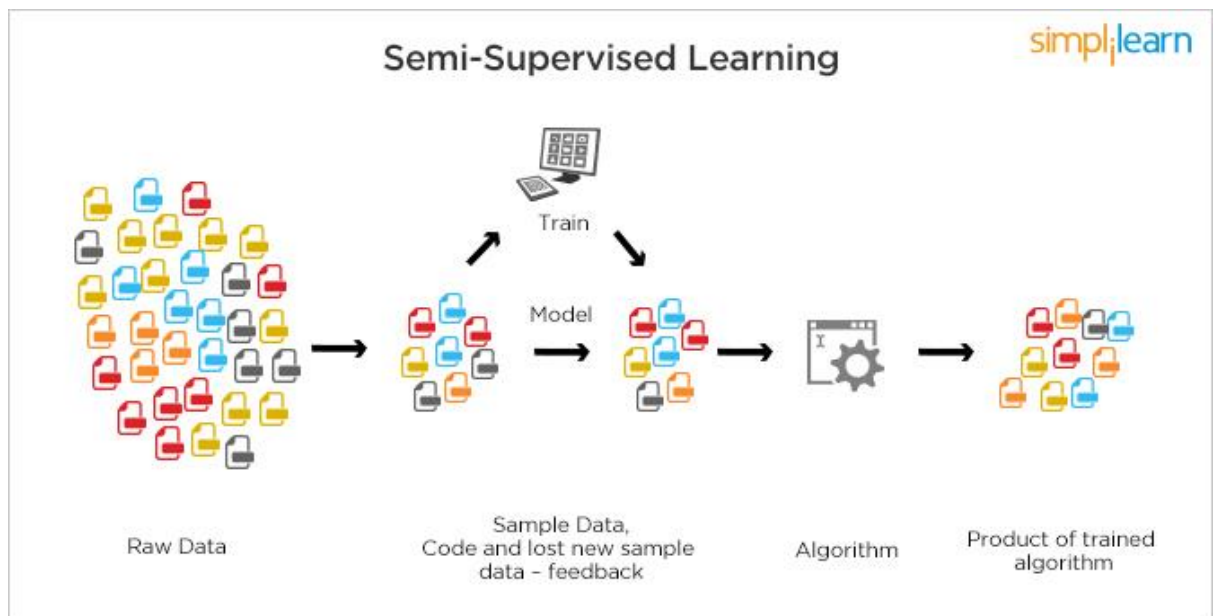 Semi-Supervised Learning
simplilearn
Train
Model
Raw Data
Sample Data,
Code and lost new sample
data – feedback
Algorithm
Product of trained
algorithm